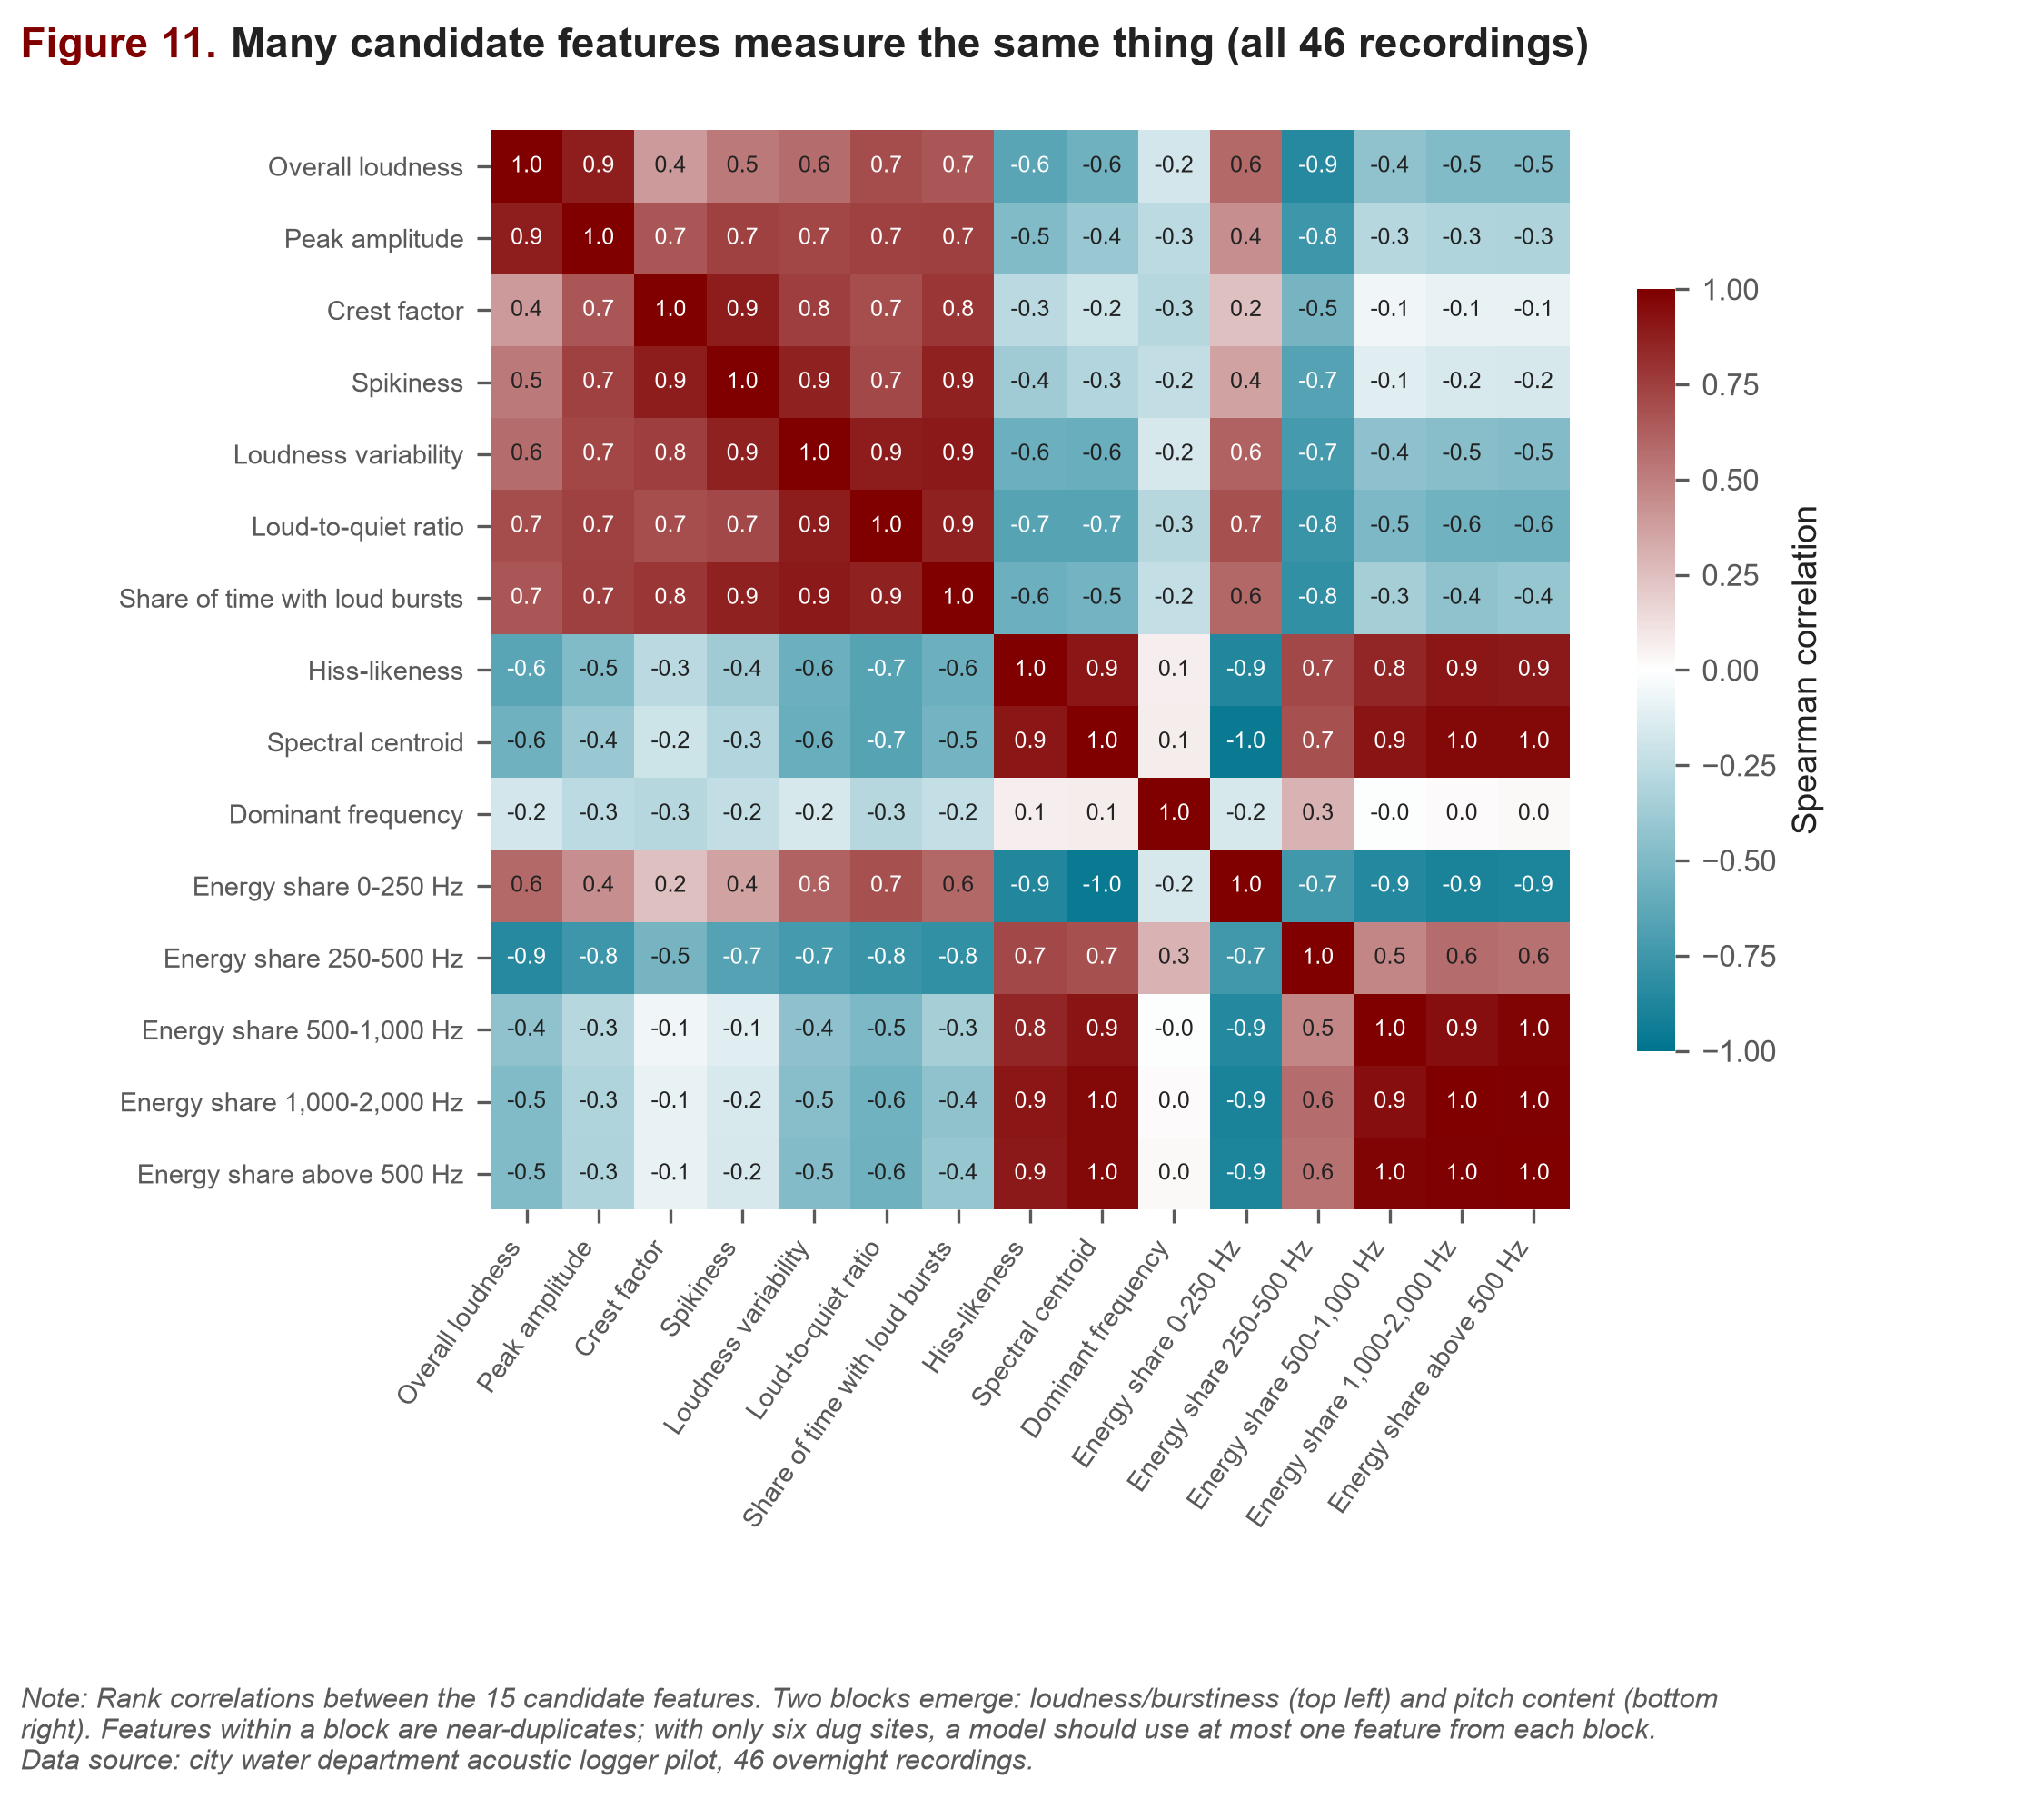 Figure 11. Many candidate features measure the same thing (all 46 recordings)
Overall loudness 1.0 0.9 0.4 0.5 0.6 0.7 0.7 -0.6 -0.6 -0.2 0.6 -0.9 -0.4 -0.5 -0.5
Peak amplitude 0.9 1.0 0.7 0.7 0.7 0.7 0.7 -0.5 -0.4 -0.3 0.4 -0.8 -0.3 -0.3 -0.3
Crest factor 0.4 0.7 1.0 0.9 0.8 0.7 0.8 -0.3 -0.2 -0.3 0.2 -0.5 -0.1 -0.1 -0.1
Spikiness 0.5 0.7 0.9 1.0 0.9 0.7 0.9 -0.4 -0.3 -0.2 0.4 -0.7 -0.1 -0.2 -0.2
Loudness variability 0.6 0.7 0.8 0.9 1.0 0.9 0.9 -0.6 -0.6 -0.2 0.6 -0.7 -0.4 -0.5 -0.5
Loud-to-quiet ratio 0.7 0.7 0.7 0.7 0.9 1.0 0.9 -0.7 -0.7 -0.3 0.7 -0.8 -0.5 -0.6 -0.6
Share of time with loud bursts 0.7 0.7 0.8 0.9 0.9 0.9 1.0 -0.6 -0.5 -0.2 0.6 -0.8 -0.3 -0.4 -0.4
Hiss-likeness -0.6 -0.5 -0.3 -0.4 -0.6 -0.7 -0.6 1.0 0.9 0.1 -0.9 0.7 0.8 0.9 0.9
Spectral centroid -0.6 -0.4 -0.2 -0.3 -0.6 -0.7 -0.5 0.9 1.0 0.1 -1.0 0.7 0.9 1.0 1.0
Dominant frequency -0.2 -0.3 -0.3 -0.2 -0.2 -0.3 -0.2 0.1 0.1 1.0 -0.2 0.3 -0.0 0.0 0.0
Energy share 0-250 Hz 0.6 0.4 0.2 0.4 0.6 0.7 0.6 -0.9 -1.0 -0.2 1.0 -0.7 -0.9 -0.9 -0.9
Energy share 250-500 Hz -0.9 -0.8 -0.5 -0.7 -0.7 -0.8 -0.8 0.7 0.7 0.3 -0.7 1.0 0.5 0.6 0.6
Energy share 500-1,000 Hz -0.4 -0.3 -0.1 -0.1 -0.4 -0.5 -0.3 0.8 0.9 -0.0 -0.9 0.5 1.0 0.9 1.0
Energy share 1,000-2,000 Hz -0.5 -0.3 -0.1 -0.2 -0.5 -0.6 -0.4 0.9 1.0 0.0 -0.9 0.6 0.9 1.0 1.0
Energy share above 500 Hz -0.5 -0.3 -0.1 -0.2 -0.5 -0.6 -0.4 0.9 1.0 0.0 -0.9 0.6 1.0 1.0 1.0
Overall loudness
Peak amplitude
Crest factor
Spikiness
Loudness variability
Loud-to-quiet ratio
Share of time with loud bursts
Hiss-likeness
Spectral centroid
Dominant frequency
Energy share 0-250 Hz
Energy share 250-500 Hz
Energy share 500-1,000 Hz
Energy share 1,000-2,000 Hz
Energy share above 500 Hz
1.00
0.75
0.50
0.25
0.00
−0.25
−0.50
−0.75
−1.00
Spearman correlation
Note: Rank correlations between the 15 candidate features. Two blocks emerge: loudness/burstiness (top left) and pitch content (bottom
right). Features within a block are near-duplicates; with only six dug sites, a model should use at most one feature from each block.
Data source: city water department acoustic logger pilot, 46 overnight recordings.